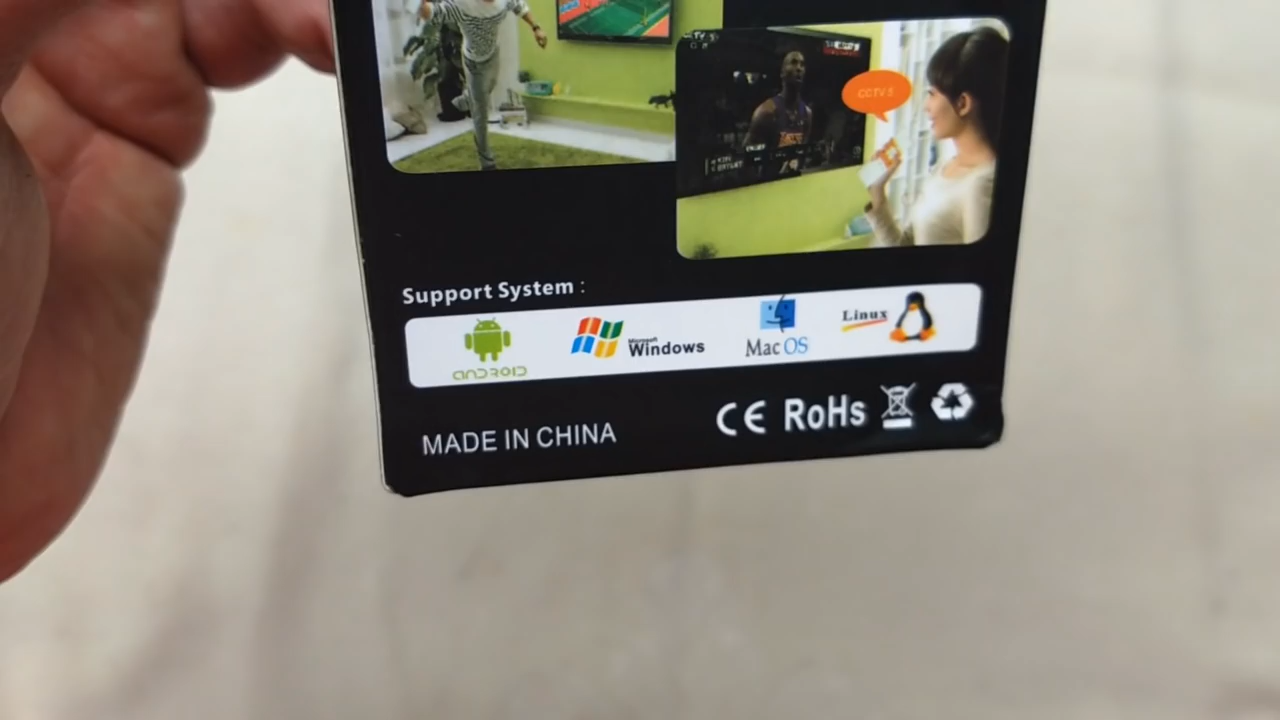 CCTV 5
Support System :
ANDROID
Microsoft
Windows
Mac OS
Linux
MADE IN CHINA
CE RoHs